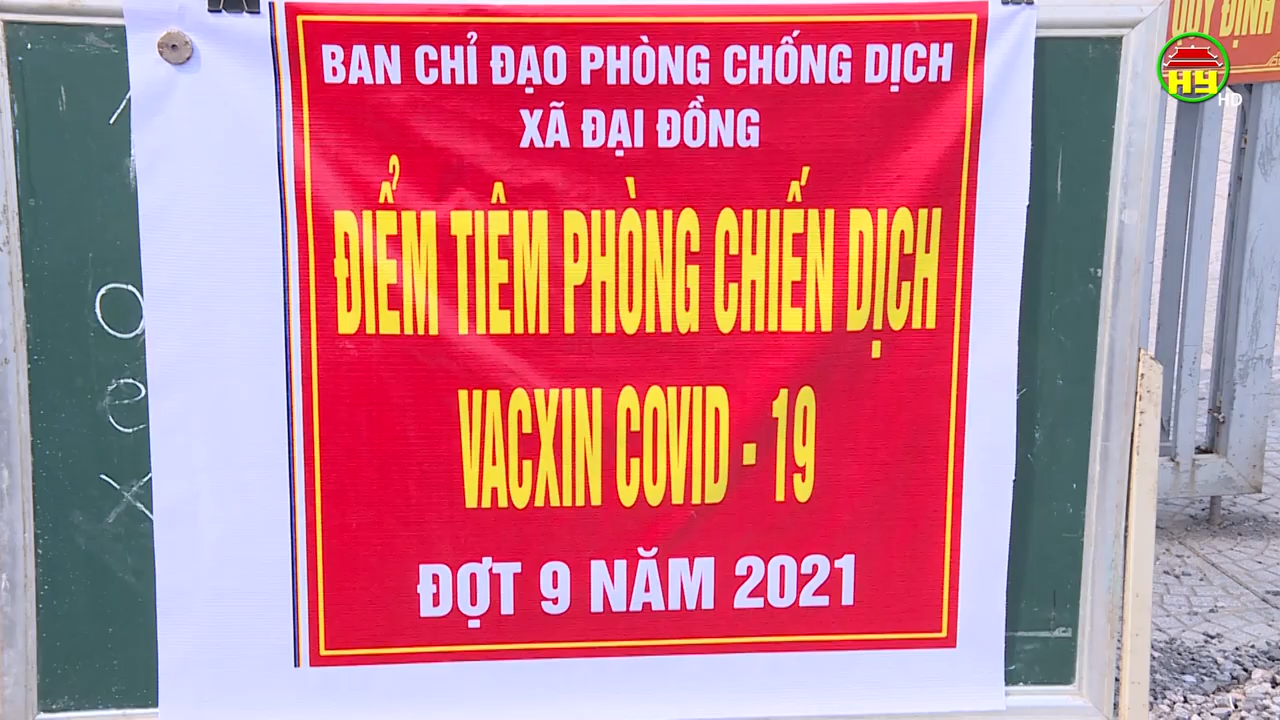 BAN CHỈ ĐẠO PHÒNG CHỐNG DỊCH
XÃ ĐẠI ĐỒNG
ĐIỂM TIÊM PHÒNG CHIẾN DỊCH
VACXIN COVID - 19
ĐỢT 9 NĂM 2021
QUY ĐỊNH
HY
HD
o
e
x